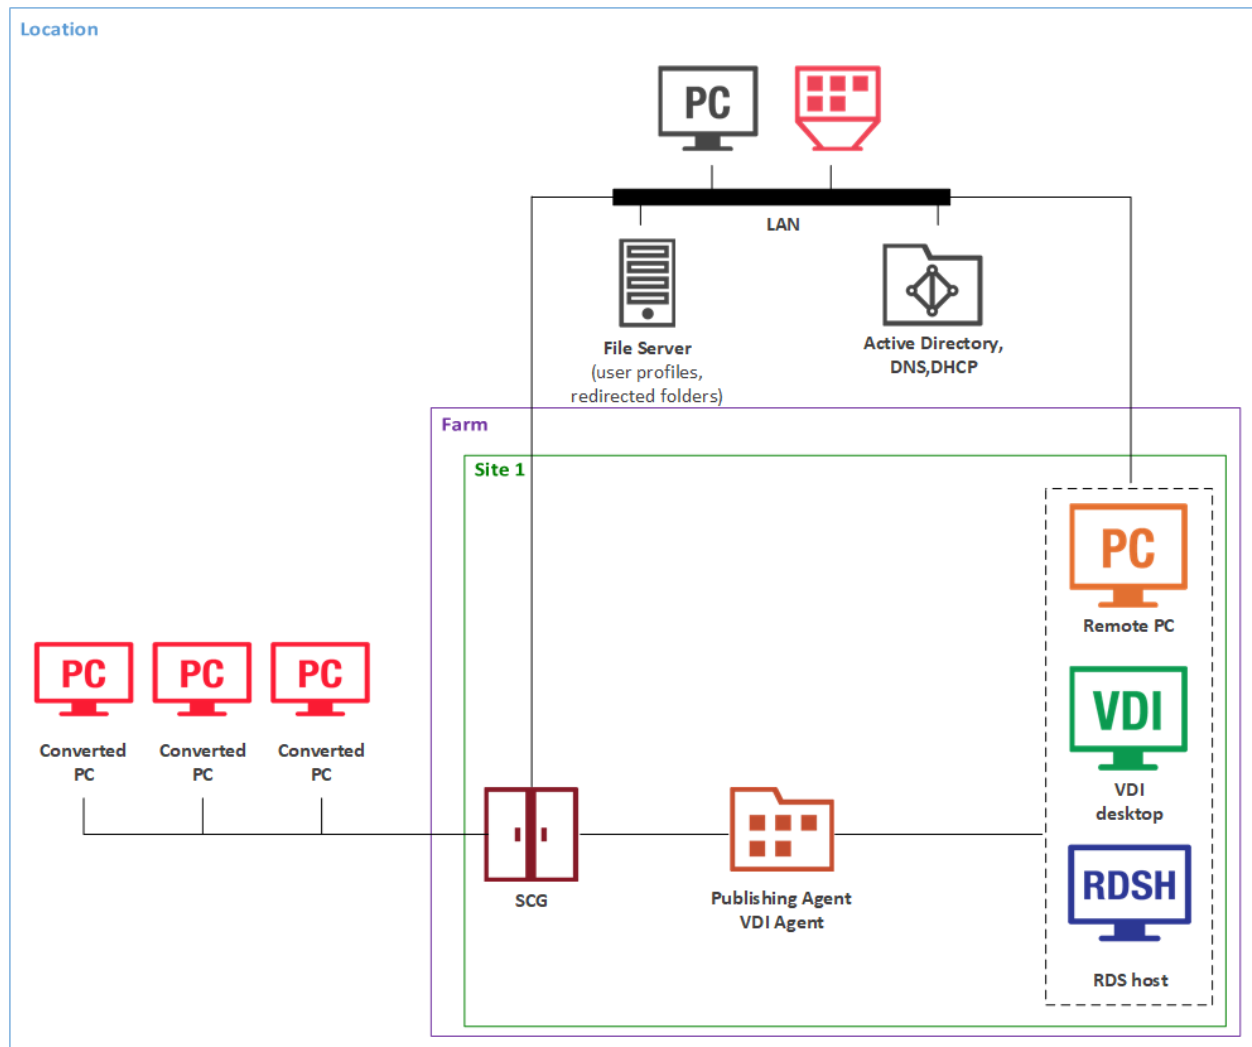 Location
PC
LAN
File Server
(user profiles,
redirected folders)
Active Directory,
DNS,DHCP
Farm
Site 1
PC
Remote PC
PC
PC
PC
Converted
PC
Converted
PC
Converted
PC
VDI
VDI
desktop
SCG
Publishing Agent
VDI Agent
RDSH
RDS host